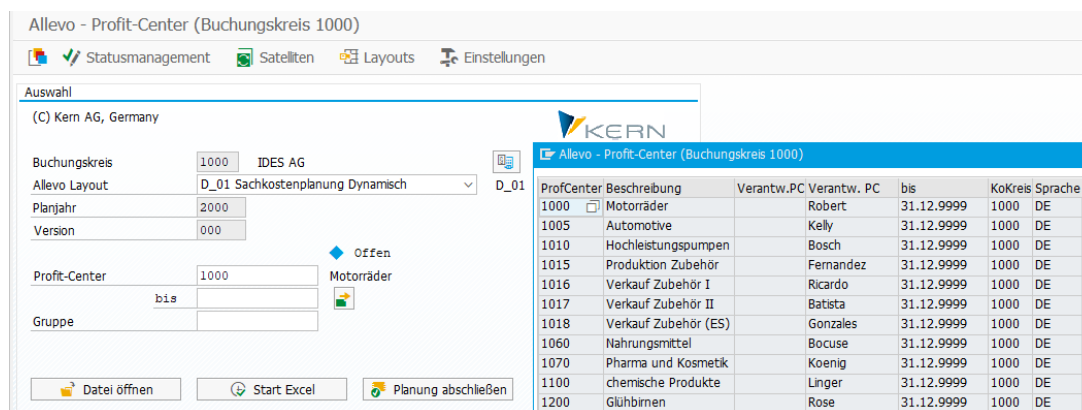 Allevo - Profit-Center (Buchungskreis 1000)
Statusmanagement Satelliten Layouts Einstellungen
Auswahl
(C) Kern AG, Germany
KERN
Buchungskreis 1000 IDES AG
Allevo Layout D_01 Sachkostenplanung Dynamisch D_01
Planjahr 2000
Version 000
Offen
Profit-Center 1000 Motorräder
bis
Gruppe
Datei öffnen Start Excel Planung abschließen
Allevo - Profit-Center (Buchungskreis 1000)
ProfCenter Beschreibung Verantw.PC Verantw. PC bis KoKreis Sprache
1000 Motorräder Robert 31.12.9999 1000 DE
1005 Automotive Kelly 31.12.9999 1000 DE
1010 Hochleistungspumpen Bosch 31.12.9999 1000 DE
1015 Produktion Zubehör Fernandez 31.12.9999 1000 DE
1016 Verkauf Zubehör I Ricardo 31.12.9999 1000 DE
1017 Verkauf Zubehör II Batista 31.12.9999 1000 DE
1018 Verkauf Zubehör (ES) Gonzales 31.12.9999 1000 DE
1060 Nahrungsmittel Bocuse 31.12.9999 1000 DE
1070 Pharma und Kosmetik Koenig 31.12.9999 1000 DE
1100 chemische Produkte Linger 31.12.9999 1000 DE
1200 Glühbirnen Rose 31.12.9999 1000 DE